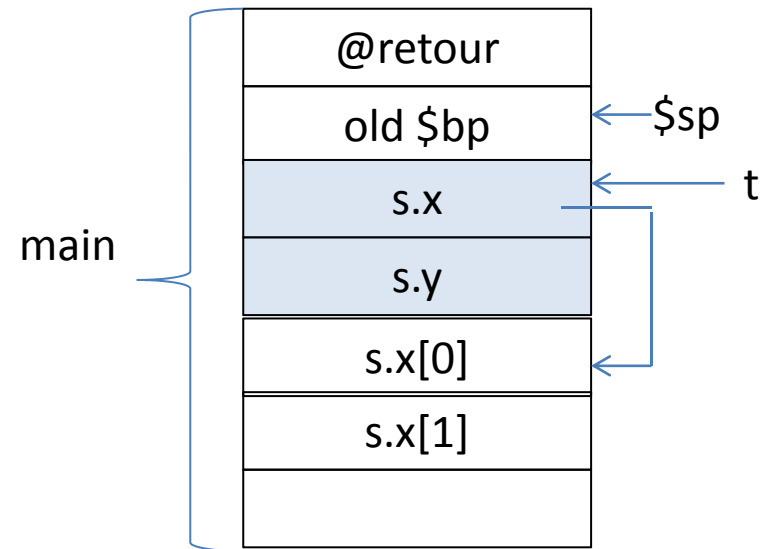 @retour
old $bp
$sp
t
s.x
main
s.y
s.x[0]
s.x[1]